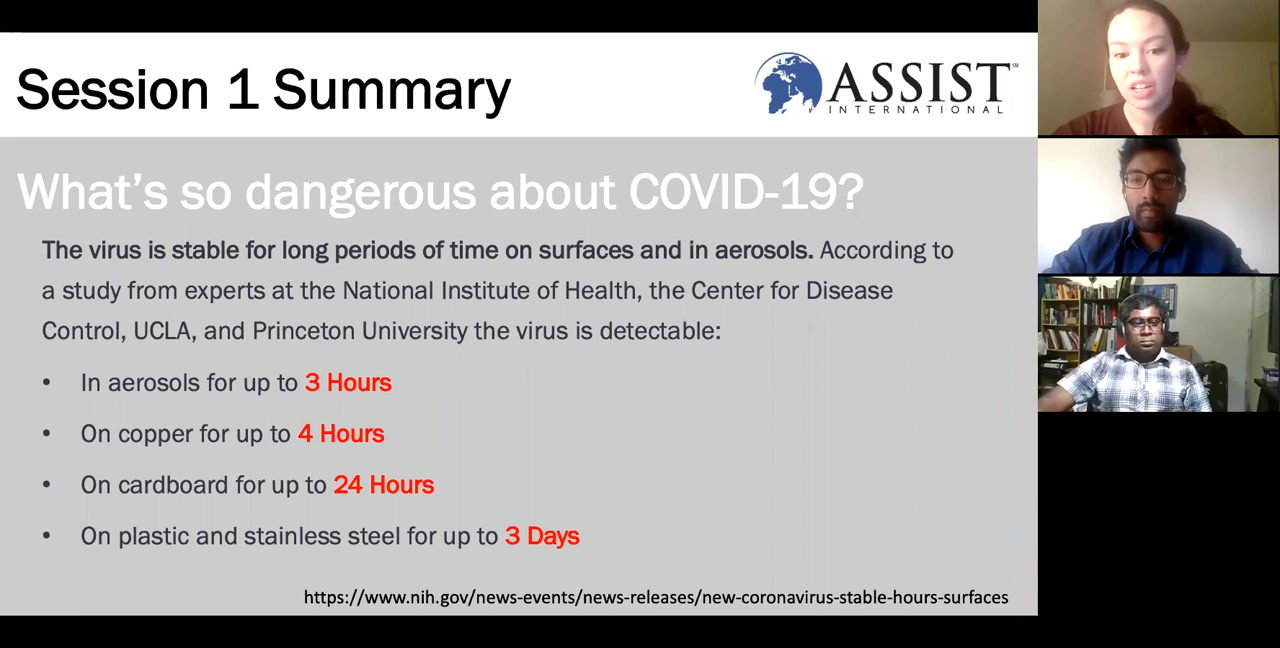 Session 1 Summary
ASSIST℠
INTERNATIONAL
What's so dangerous about COVID-19?
The virus is stable for long periods of time on surfaces and in aerosols. According to
a study from experts at the National Institute of Health, the Center for Disease
Control, UCLA, and Princeton University the virus is detectable:
• In aerosols for up to 3 Hours
• On copper for up to 4 Hours
• On cardboard for up to 24 Hours
• On plastic and stainless steel for up to 3 Days
https://www.nih.gov/news-events/news-releases/new-coronavirus-stable-hours-surfaces